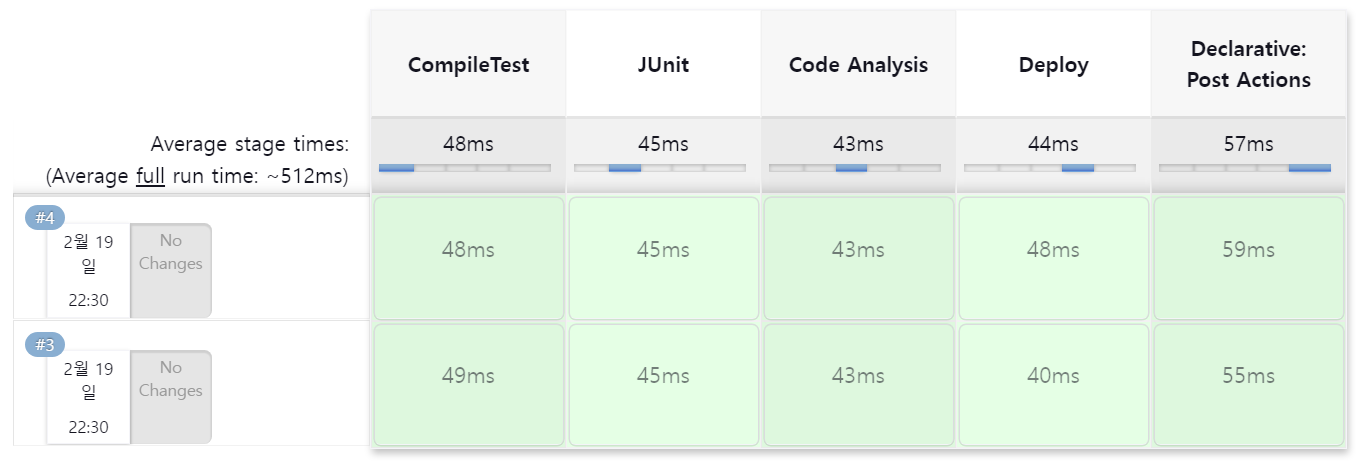 CompileTest
JUnit
Code Analysis
Deploy
Declarative:
Post Actions
Average stage times:
(Average full run time: ~512ms)
48ms
45ms
43ms
44ms
57ms
#4
2월 19
일
22:30
No
Changes
48ms
45ms
43ms
48ms
59ms
#3
2월 19
일
22:30
No
Changes
49ms
45ms
43ms
40ms
55ms